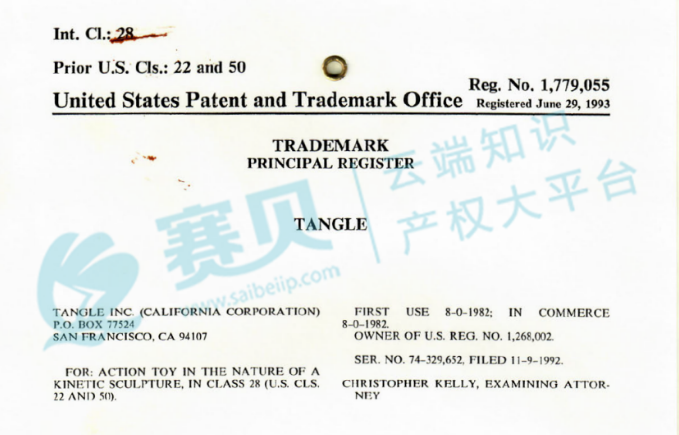 Int. Cl.: 28
Prior U.S. Cls.: 22 and 50
Reg. No. 1,779,055
United States Patent and Trademark Office Registered June 29, 1993
TRADEMARK
PRINCIPAL REGISTER
TANGLE
赛贝
www.saibeiip.com
云端知识
产权大平台
TANGLE INC. (CALIFORNIA CORPORATION)
P.O. BOX 77524
SAN FRANCISCO, CA 94107
FOR: ACTION TOY IN THE NATURE OF A
KINETIC SCULPTURE, IN CLASS 28 (U.S. CLS.
22 AND 50).
FIRST USE 8-0-1982; IN COMMERCE
8-0-1982.
OWNER OF U.S. REG. NO. 1,268,002.
SER. NO. 74-329,652, FILED 11-9-1992.
CHRISTOPHER KELLY, EXAMINING ATTOR-
NEY